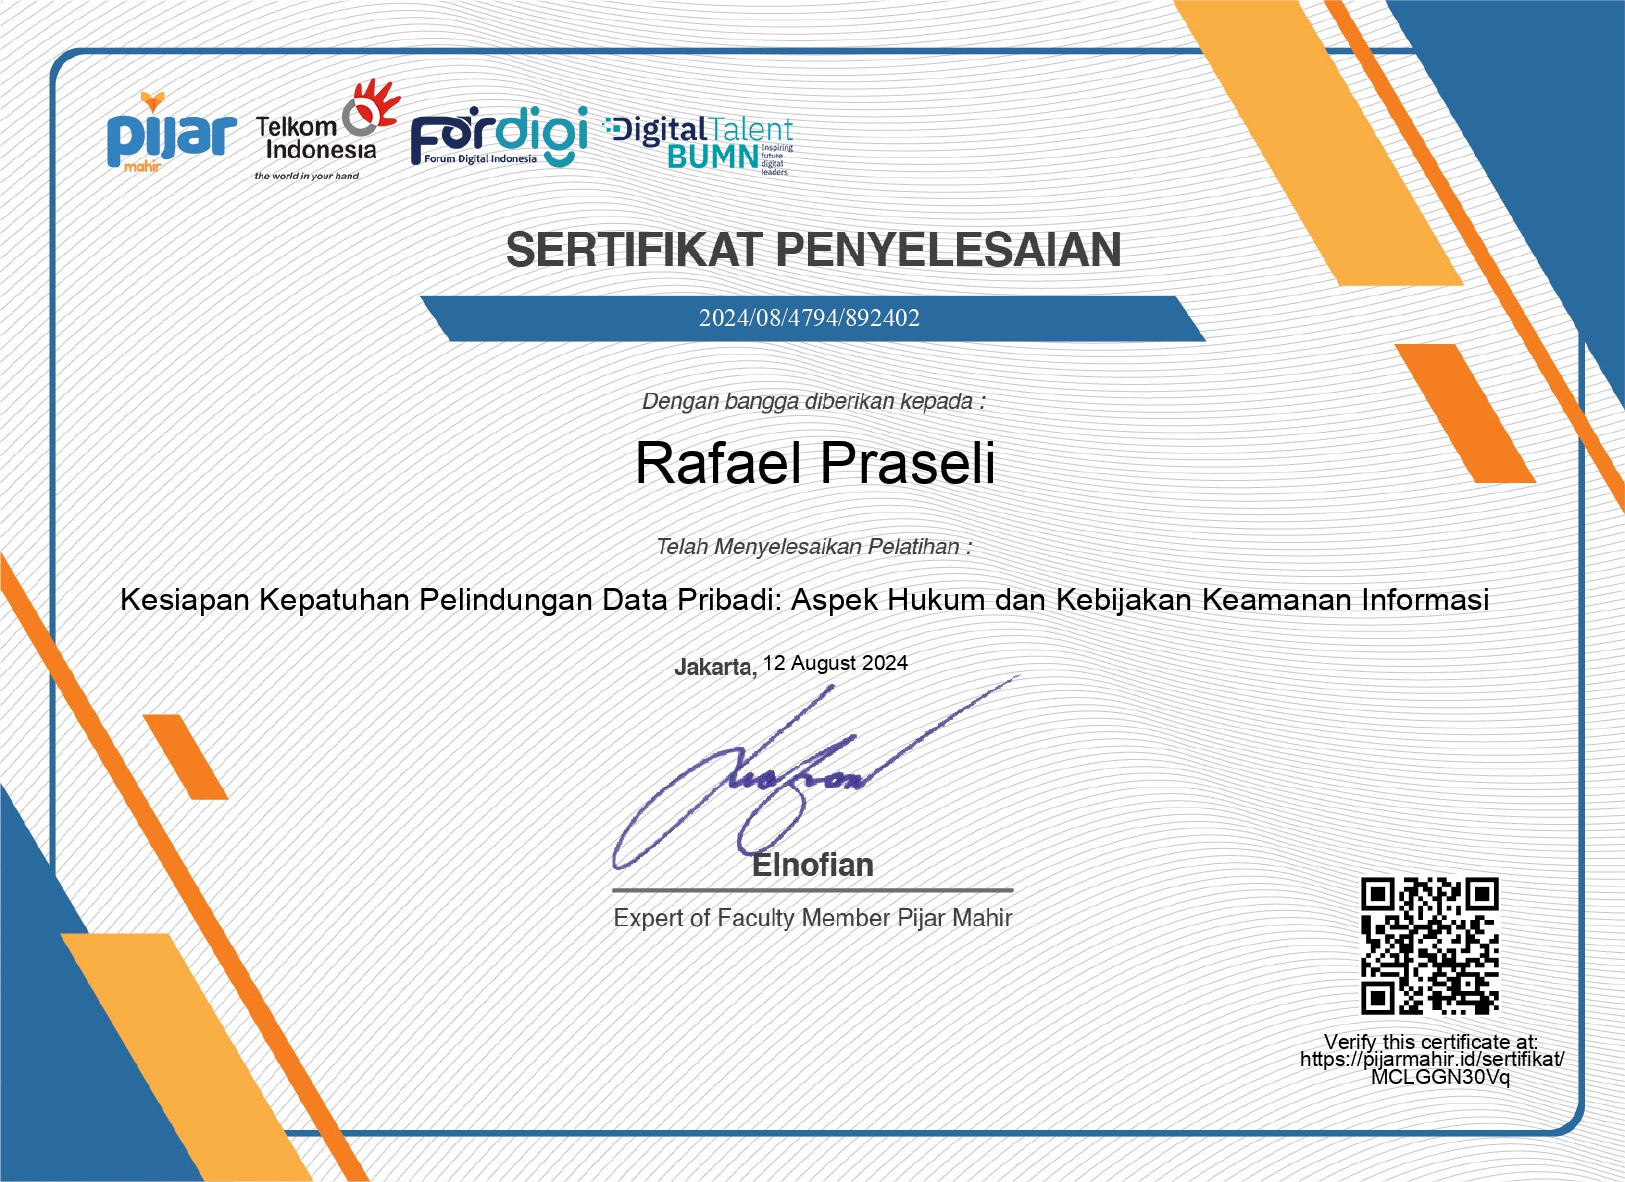 pijar
mahir
Telkom
Indonesia
the world in your hand
Fordigi
Forum Digital Indonesia
DigitalTalent
BUMN
Inspiring
future
digital
leaders
SERTIFIKAT PENYELESAIAN
2024/08/4794/892402
Dengan bangga diberikan kepada :
Rafael Praseli
Telah Menyelesaikan Pelatihan :
Kesiapan Kepatuhan Pelindungan Data Pribadi: Aspek Hukum dan Kebijakan Keamanan Informasi
Jakarta, 12 August 2024
Elnofian
Expert of Faculty Member Pijar Mahir
Verify this certificate at:
https://pijarmahir.id/sertifikat/
MCLGGN30Vq